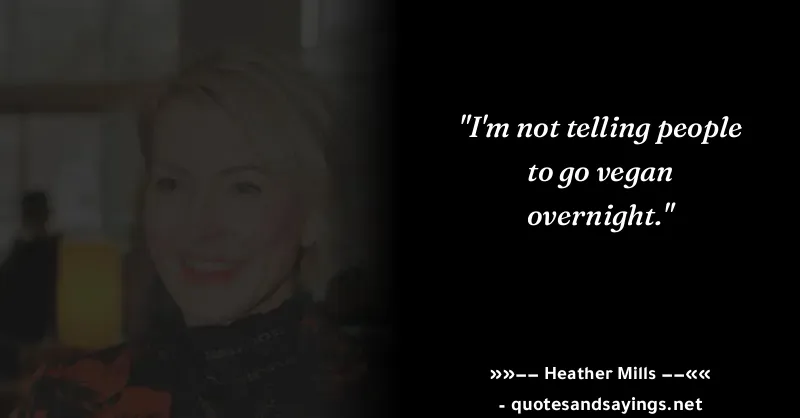 "I'm not telling people
to go vegan
overnight."
»»−− Heather Mills −−««
- quotesandsayings.net